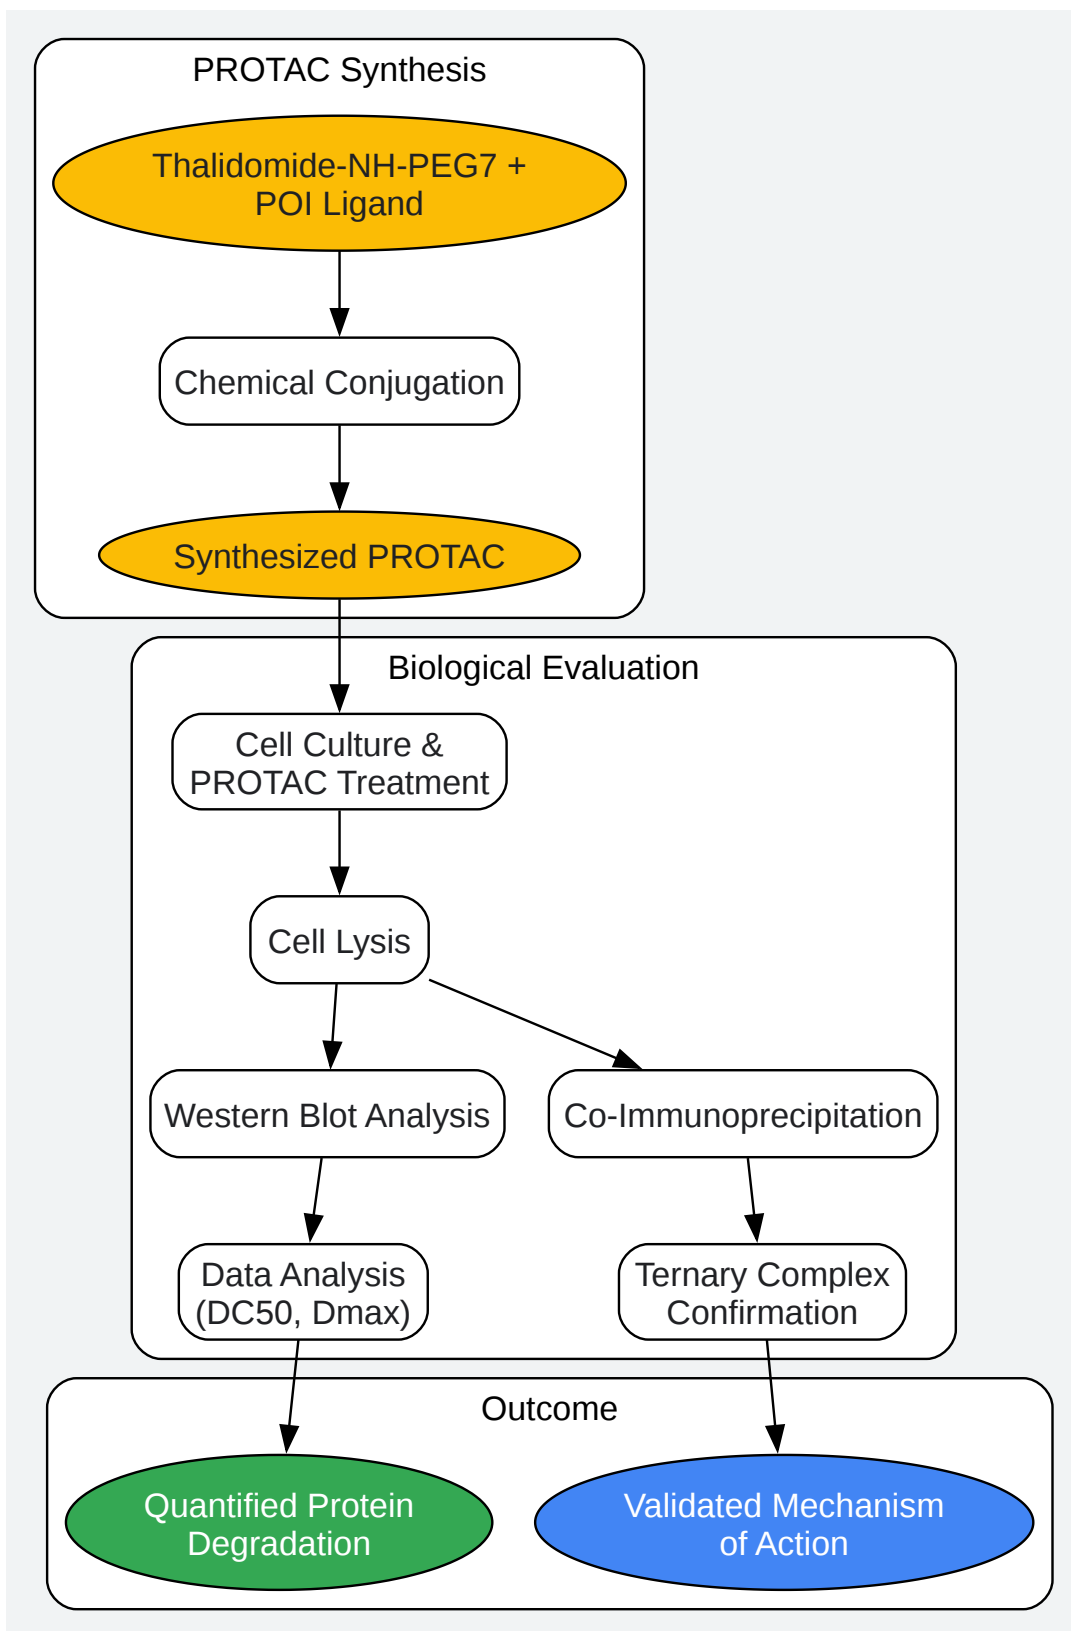 PROTAC Synthesis
Thalidomide-NH-PEG7 +
POI Ligand
Chemical Conjugation
Synthesized PROTAC
Biological Evaluation
Cell Culture &
PROTAC Treatment
Cell Lysis
Western Blot Analysis
Co-Immunoprecipitation
Data Analysis
(DC50, Dmax)
Ternary Complex
Confirmation
Outcome
Quantified Protein
Degradation
Validated Mechanism
of Action